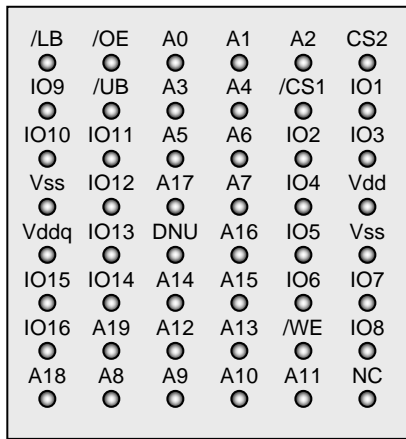 /LB /OE A0 A1 A2 CS2
IO9 /UB A3 A4 /CS1 IO1
IO10 IO11 A5 A6 IO2 IO3
Vss IO12 A17 A7 IO4 Vdd
Vddq IO13 DNU A16 IO5 Vss
IO15 IO14 A14 A15 IO6 IO7
IO16 A19 A12 A13 /WE IO8
A18 A8 A9 A10 A11 NC